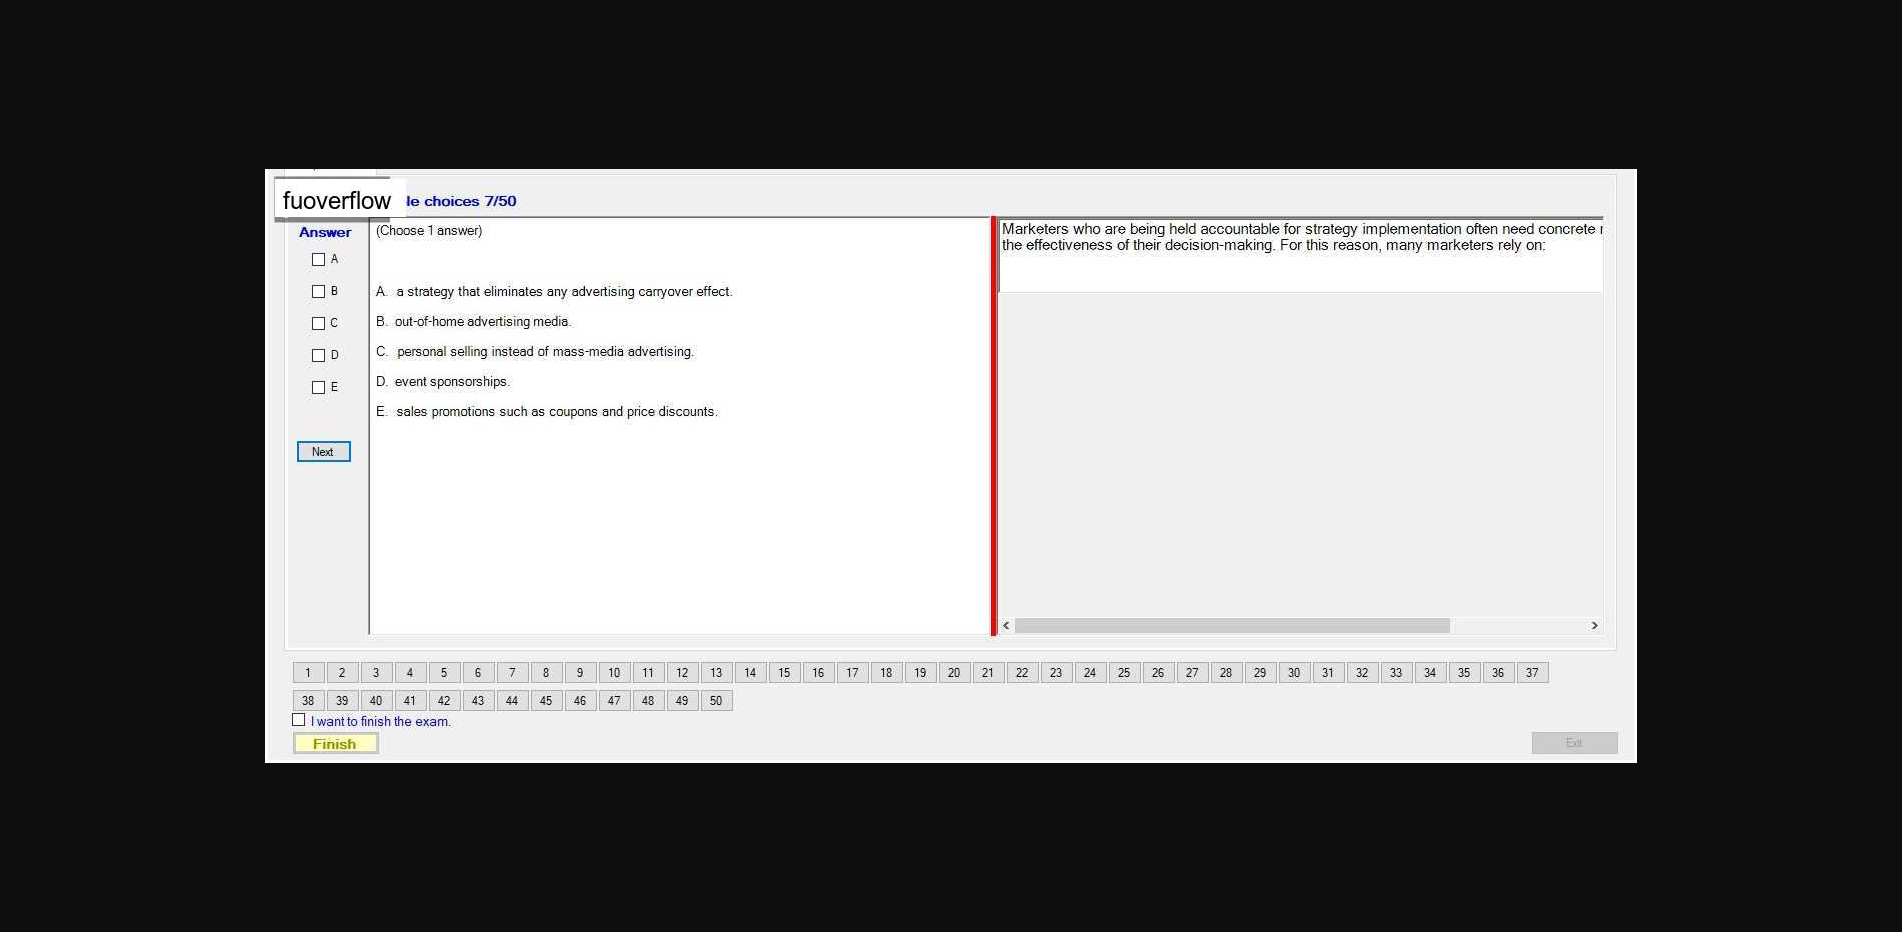 fuoverflow
le choices 7/50
Answer
A
B
C
D
E
Next
(Choose 1 answer)
A. a strategy that eliminates any advertising carryover effect.
B. out-of-home advertising media.
C. personal selling instead of mass-media advertising.
D. event sponsorships.
E. sales promotions such as coupons and price discounts.
Marketers who are being held accountable for strategy implementation often need concrete
the effectiveness of their decision-making. For this reason, many marketers rely on:
1 2 3 4 5 6 7 8 9 10 11 12 13 14 15 16 17 18 19 20 21 22 23 24 25 26 27 28 29 30 31 32 33 34 35 36 37
38 39 40 41 42 43 44 45 46 47 48 49 50
I want to finish the exam.
Finish
Exit